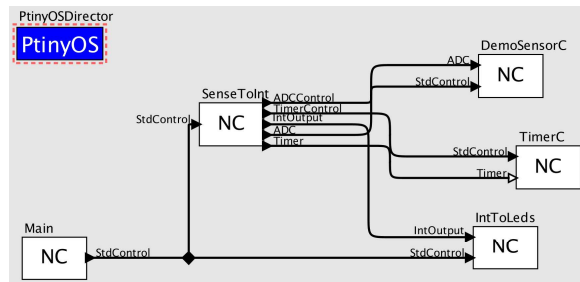 PtinyOSDirector
PtinyOS
DemoSensorC
ADC
StdControl
NC
SenseToInt
StdControl
NC
ADCControl
TimerControl
IntOutput
ADC
Timer
TimerC
StdControl
Timer
NC
Main
NC
StdControl
IntToLeds
IntOutput
StdControl
NC